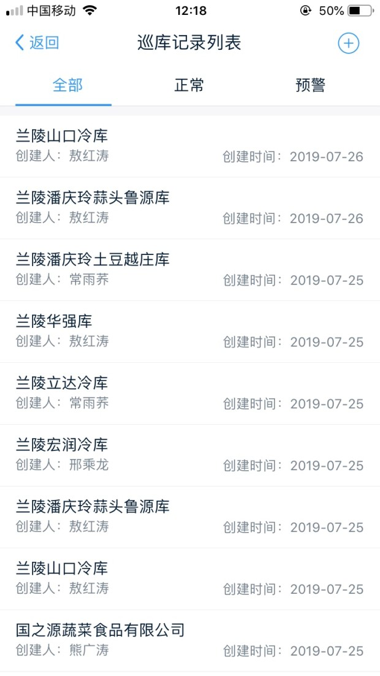 中国移动 12:18 50%
返回 巡库记录列表
全部 正常 预警
兰陵山口冷库
创建人：敖红涛 创建时间：2019-07-26
兰陵潘庆玲蒜头鲁源库
创建人：敖红涛 创建时间：2019-07-26
兰陵潘庆玲土豆越庄库
创建人：常雨荞 创建时间：2019-07-25
兰陵华强库
创建人：敖红涛 创建时间：2019-07-25
兰陵立达冷库
创建人：常雨荞 创建时间：2019-07-25
兰陵宏润冷库
创建人：邢乘龙 创建时间：2019-07-25
兰陵潘庆玲蒜头鲁源库
创建人：敖红涛 创建时间：2019-07-25
兰陵山口冷库
创建人：敖红涛 创建时间：2019-07-25
国之源蔬菜食品有限公司
创建人：熊广涛 创建时间：2019-07-25